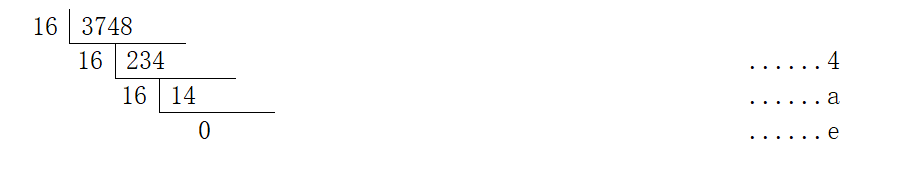 16 3748
16 234 ......4
16 14 ......a
0 ......e